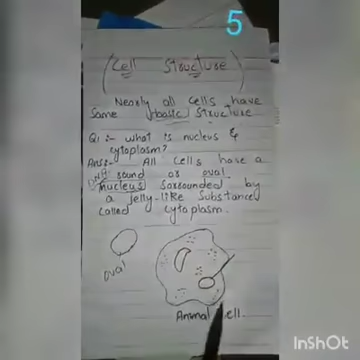 5
(Cell Structure)
Nearly all cells have
Same basic structure
Q1 :- What is nucleus &
cytoplasm?
Ans:- All cells have a
round or oval
nucleus Sorsounded by
a jelly-like Substance
called cytoplasm.
oval
Animal Cell.
InShOt